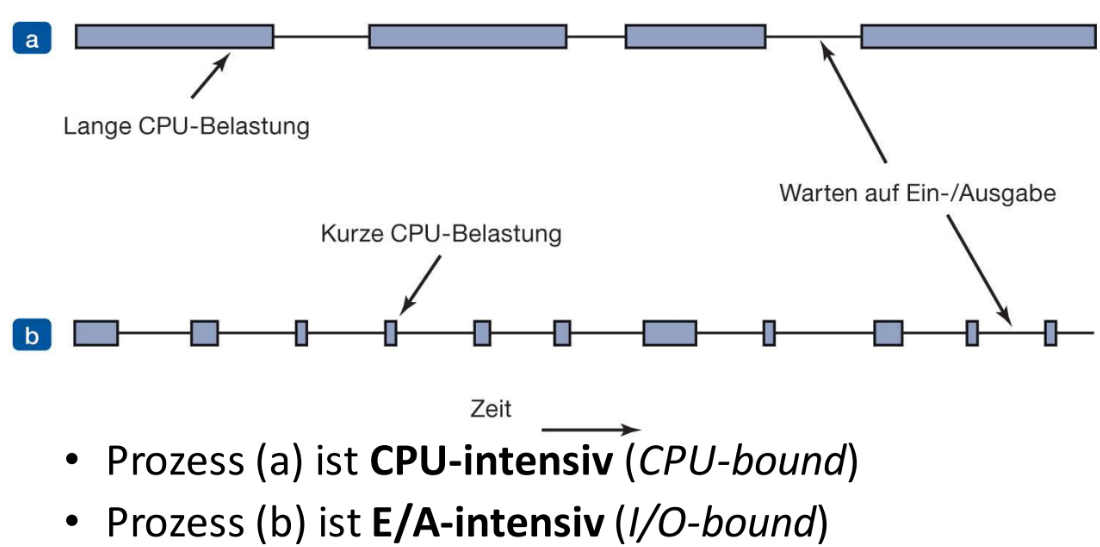 a
Lange CPU-Belastung
Warten auf Ein-/Ausgabe
Kurze CPU-Belastung
b
Zeit
• Prozess (a) ist CPU-intensiv (CPU-bound)
• Prozess (b) ist E/A-intensiv (I/O-bound)